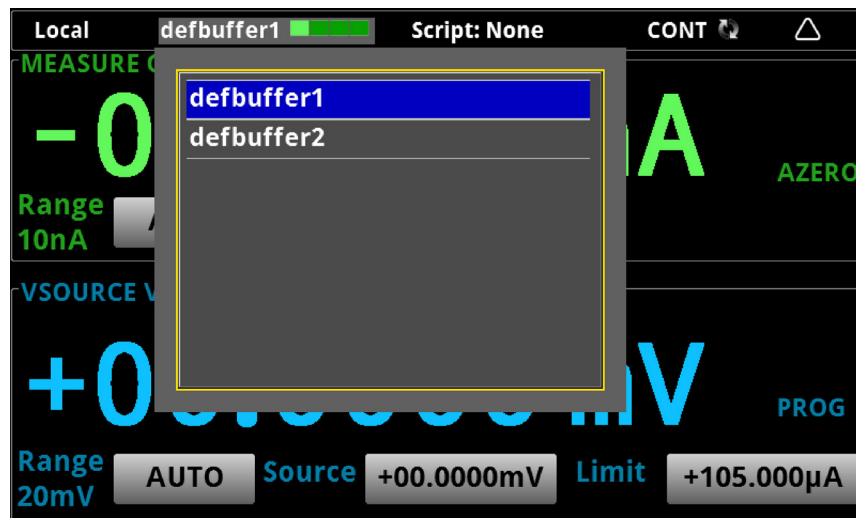 Local defbuffer1 Script: None CONT
MEASURE
defbuffer1
defbuffer2
-0 A
AZERO
Range
10nA
VSOURCE V
+0 mV
PROG
Range
20mV
AUTO Source +00.0000mV Limit +105.000µA